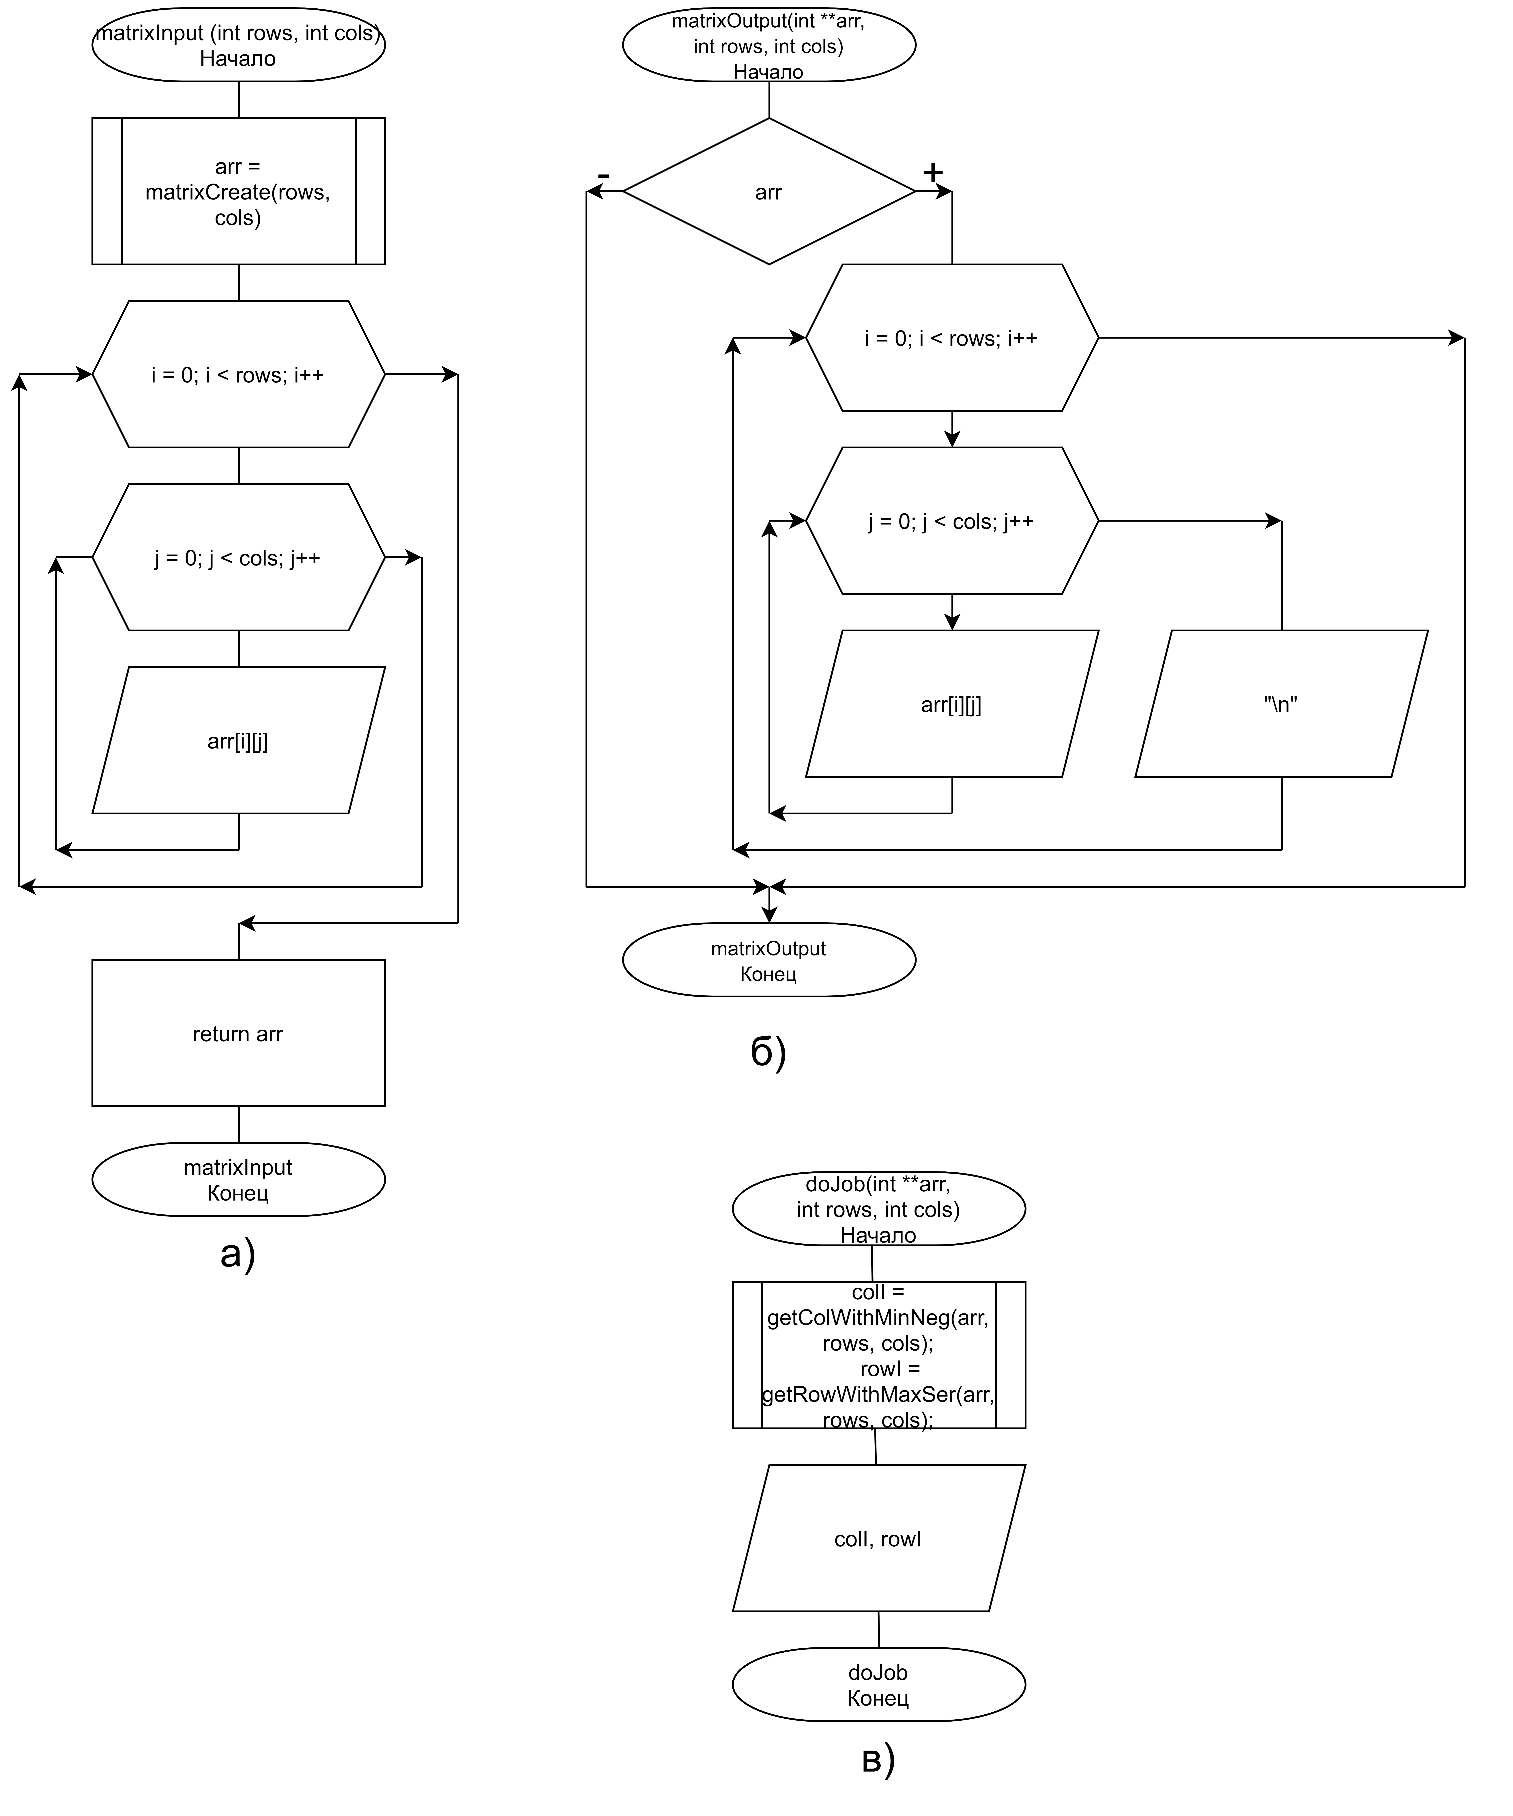 matrixInput (int rows, int cols)
Начало
arr =
matrixCreate(rows,
cols)
i = 0; i < rows; i++
j = 0; j < cols; j++
arr[i][j]
return arr
matrixInput
Конец
а)
matrixOutput(int **arr,
int rows, int cols)
Начало
-
+
arr
i = 0; i < rows; i++
j = 0; j < cols; j++
arr[i][j]
"\n"
matrixOutput
Конец
б)
doJob(int **arr,
int rows, int cols)
Начало
colI =
getColWithMinNeg(arr,
rows, cols);
rowI =
getRowWithMaxSer(arr,
rows, cols);
colI, rowI
doJob
Конец
в)